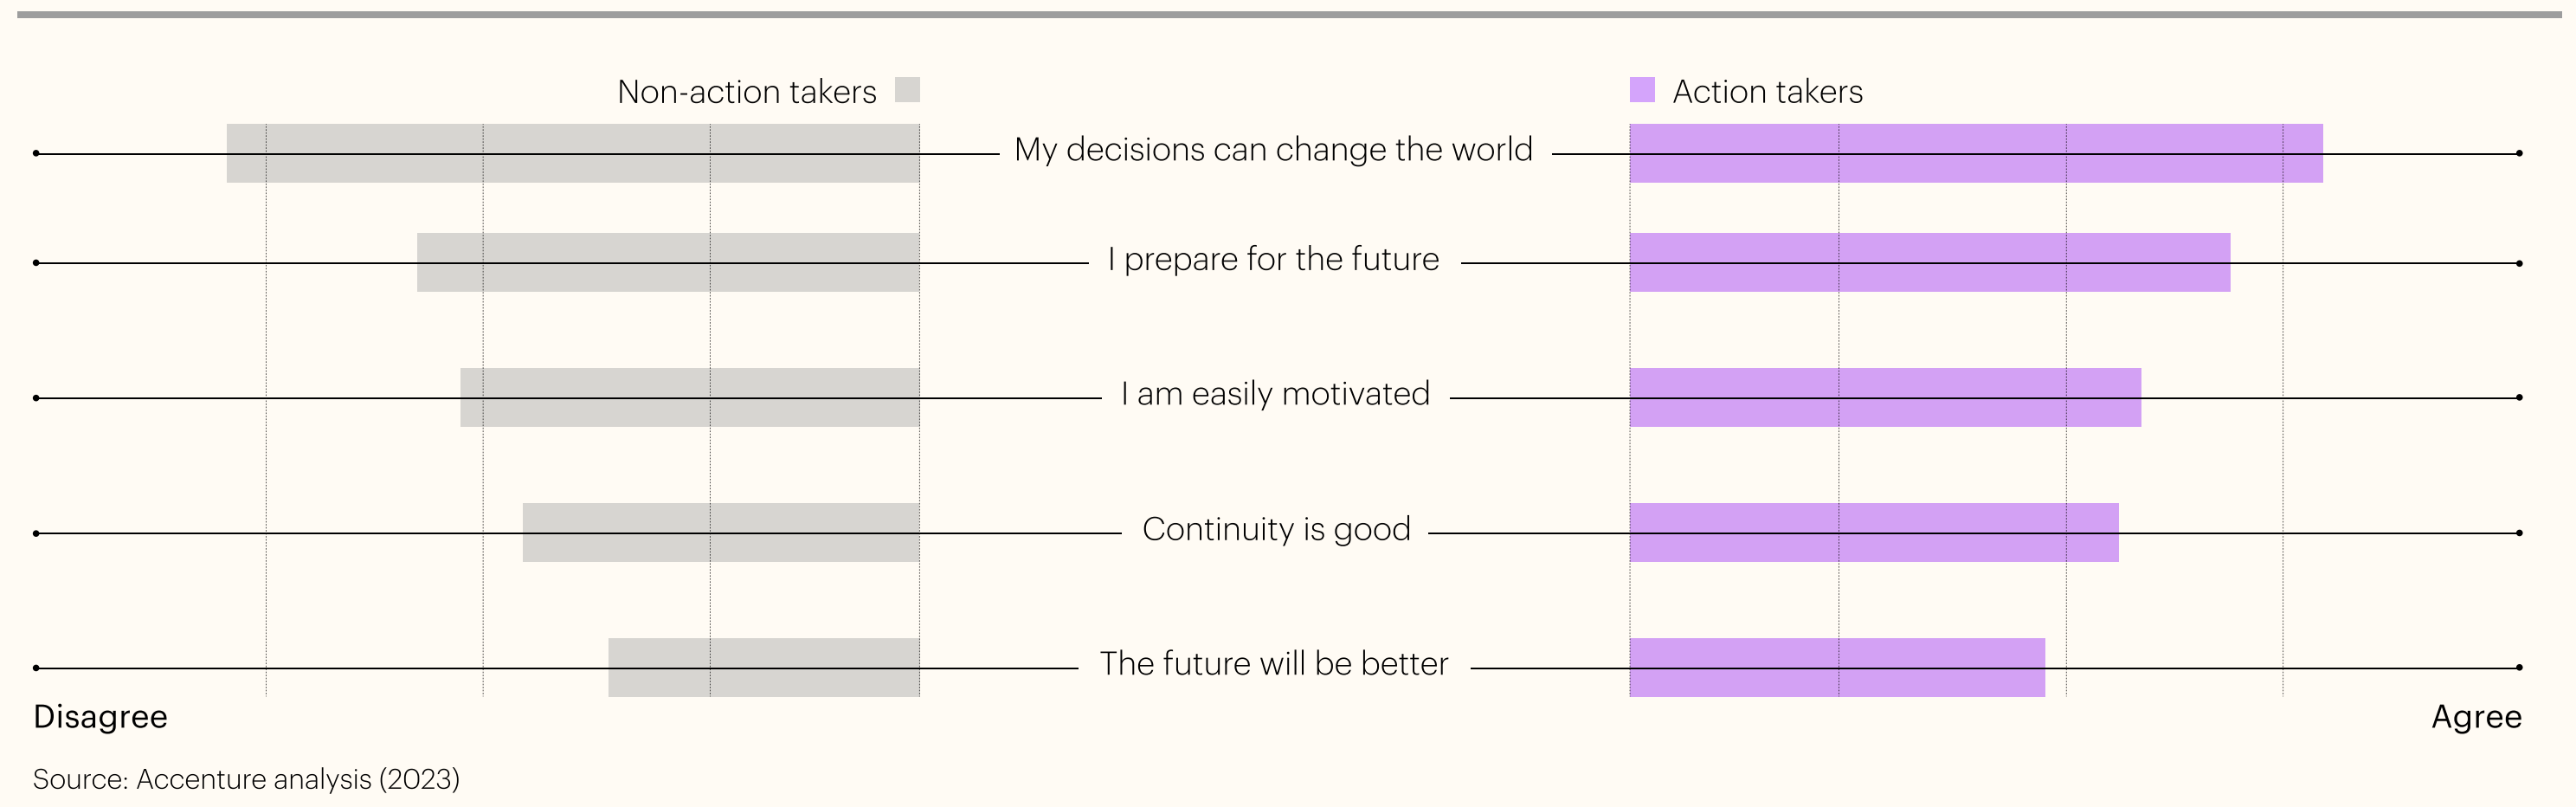 Non-action takers
Action takers
My decisions can change the world
I prepare for the future
I am easily motivated
Continuity is good
The future will be better
Disagree
Agree
Source: Accenture analysis (2023)